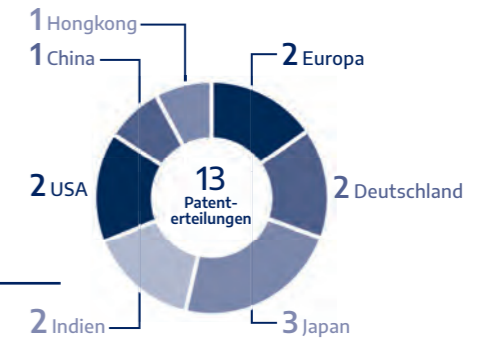 1 Hongkong
1 China
2 Europa
2 USA
13
Patent-
erteilungen
2 Deutschland
2 Indien
3 Japan